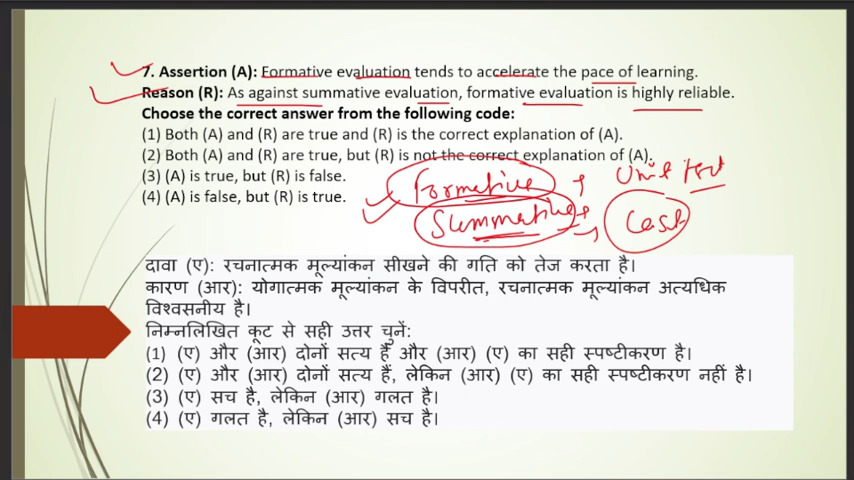 7. Assertion (A): Formative evaluation tends to accelerate the pace of learning.
Reason (R): As against summative evaluation, formative evaluation is highly reliable.
Choose the correct answer from the following code:
(1) Both (A) and (R) are true and (R) is the correct explanation of (A).
(2) Both (A) and (R) are true, but (R) is not the correct explanation of (A).
(3) (A) is true, but (R) is false.
(4) (A) is false, but (R) is true.
Formative → Unit test
Summative →
दावा (ए): रचनात्मक मूल्यांकन सीखने की गति को तेज करता है।
कारण (आर): योगात्मक मूल्यांकन के विपरीत, रचनात्मक मूल्यांकन अत्यधिक
विश्वसनीय है।
निम्नलिखित कूट से सही उत्तर चुनें:
(1) (ए) और (आर) दोनों सत्य हैं और (आर) (ए) का सही स्पष्टीकरण है।
(2) (ए) और (आर) दोनों सत्य हैं, लेकिन (आर) (ए) का सही स्पष्टीकरण नहीं है।
(3) (ए) सच है, लेकिन (आर) गलत है।
(4) (ए) गलत है, लेकिन (आर) सच है।